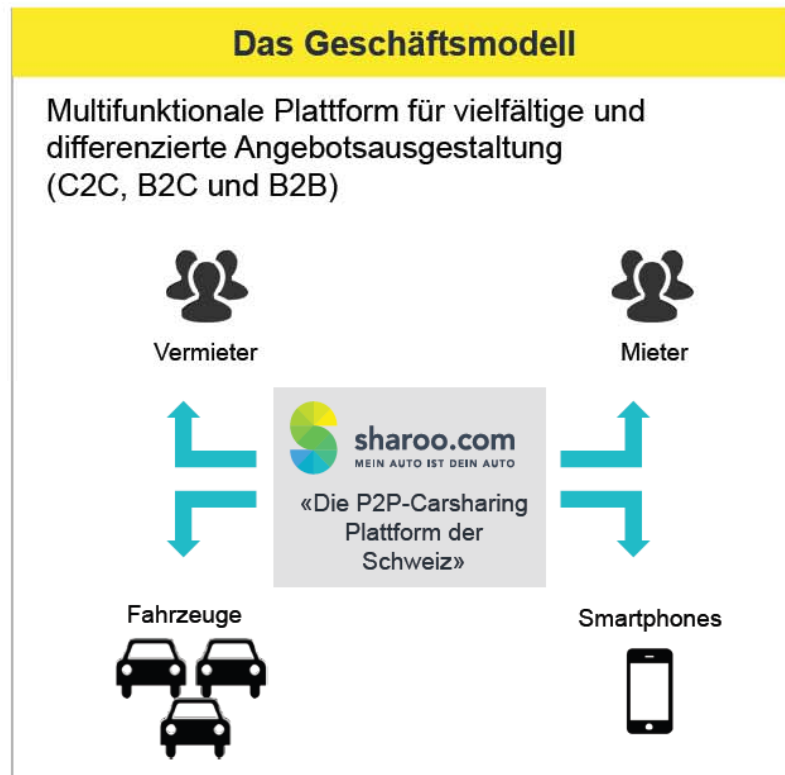 Das Geschäftsmodell
Multifunktionale Plattform für vielfältige und
differenzierte Angebotsausgestaltung
(C2C, B2C und B2B)
Vermieter
Mieter
sharoo.com
MEIN AUTO IST DEIN AUTO
«Die P2P-Carsharing
Plattform der
Schweiz»
Fahrzeuge
Smartphones